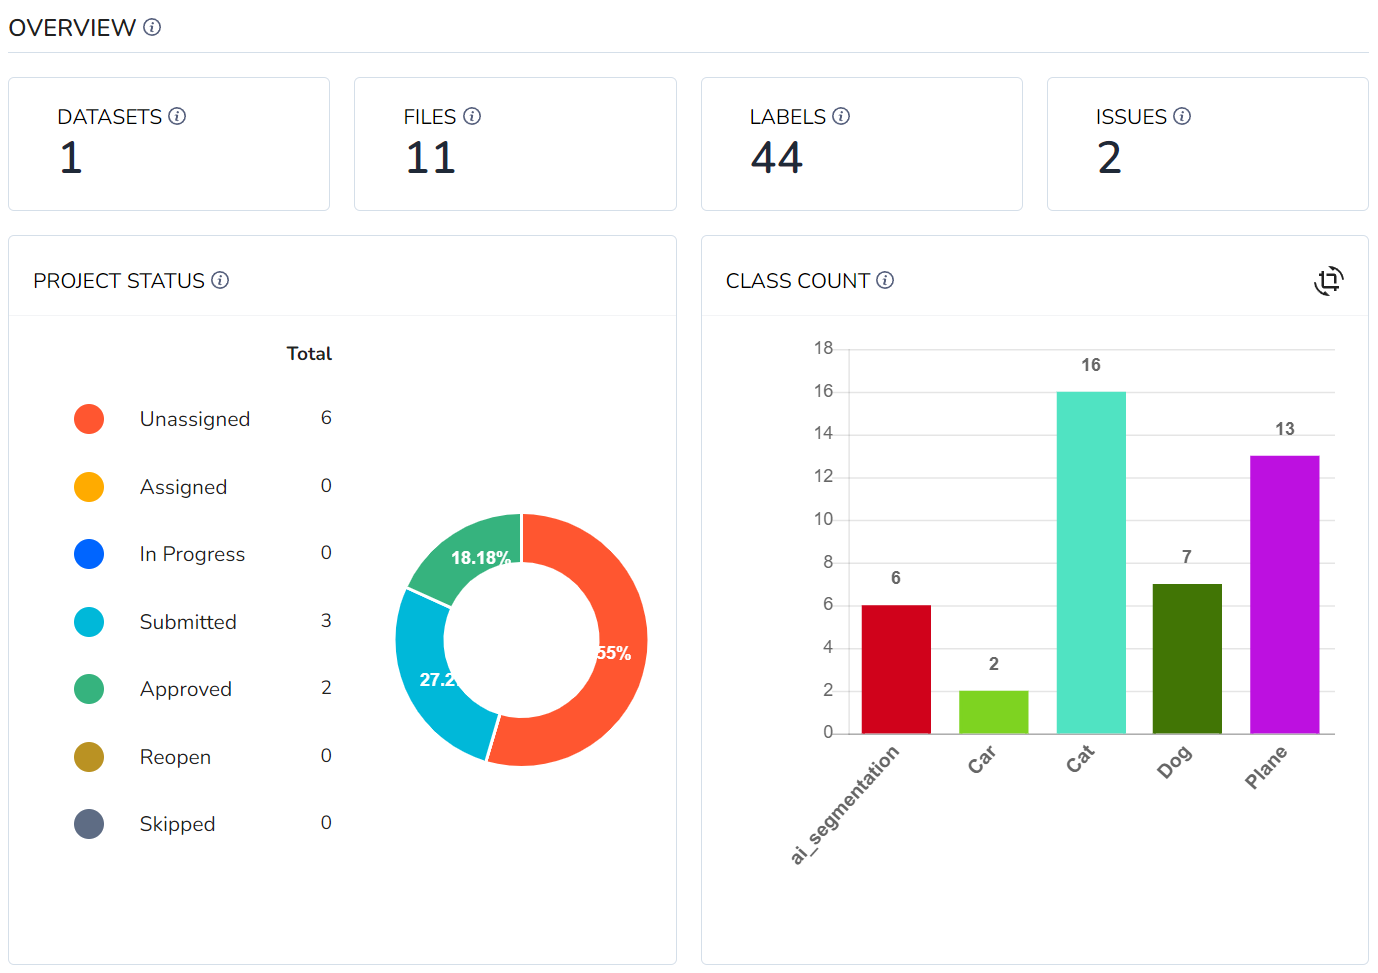 OVERVIEW
DATASETS
1
FILES
11
LABELS
44
ISSUES
2
PROJECT STATUS
Total
Unassigned 6
Assigned 0
In Progress 0
Submitted 3
Approved 2
Reopen 0
Skipped 0
18.18%
55%
27.2
CLASS COUNT
18
16
14
12
10
8
6
4
2
0
6
2
16
7
13
ai_segmentation
Car
Cat
Dog
Plane